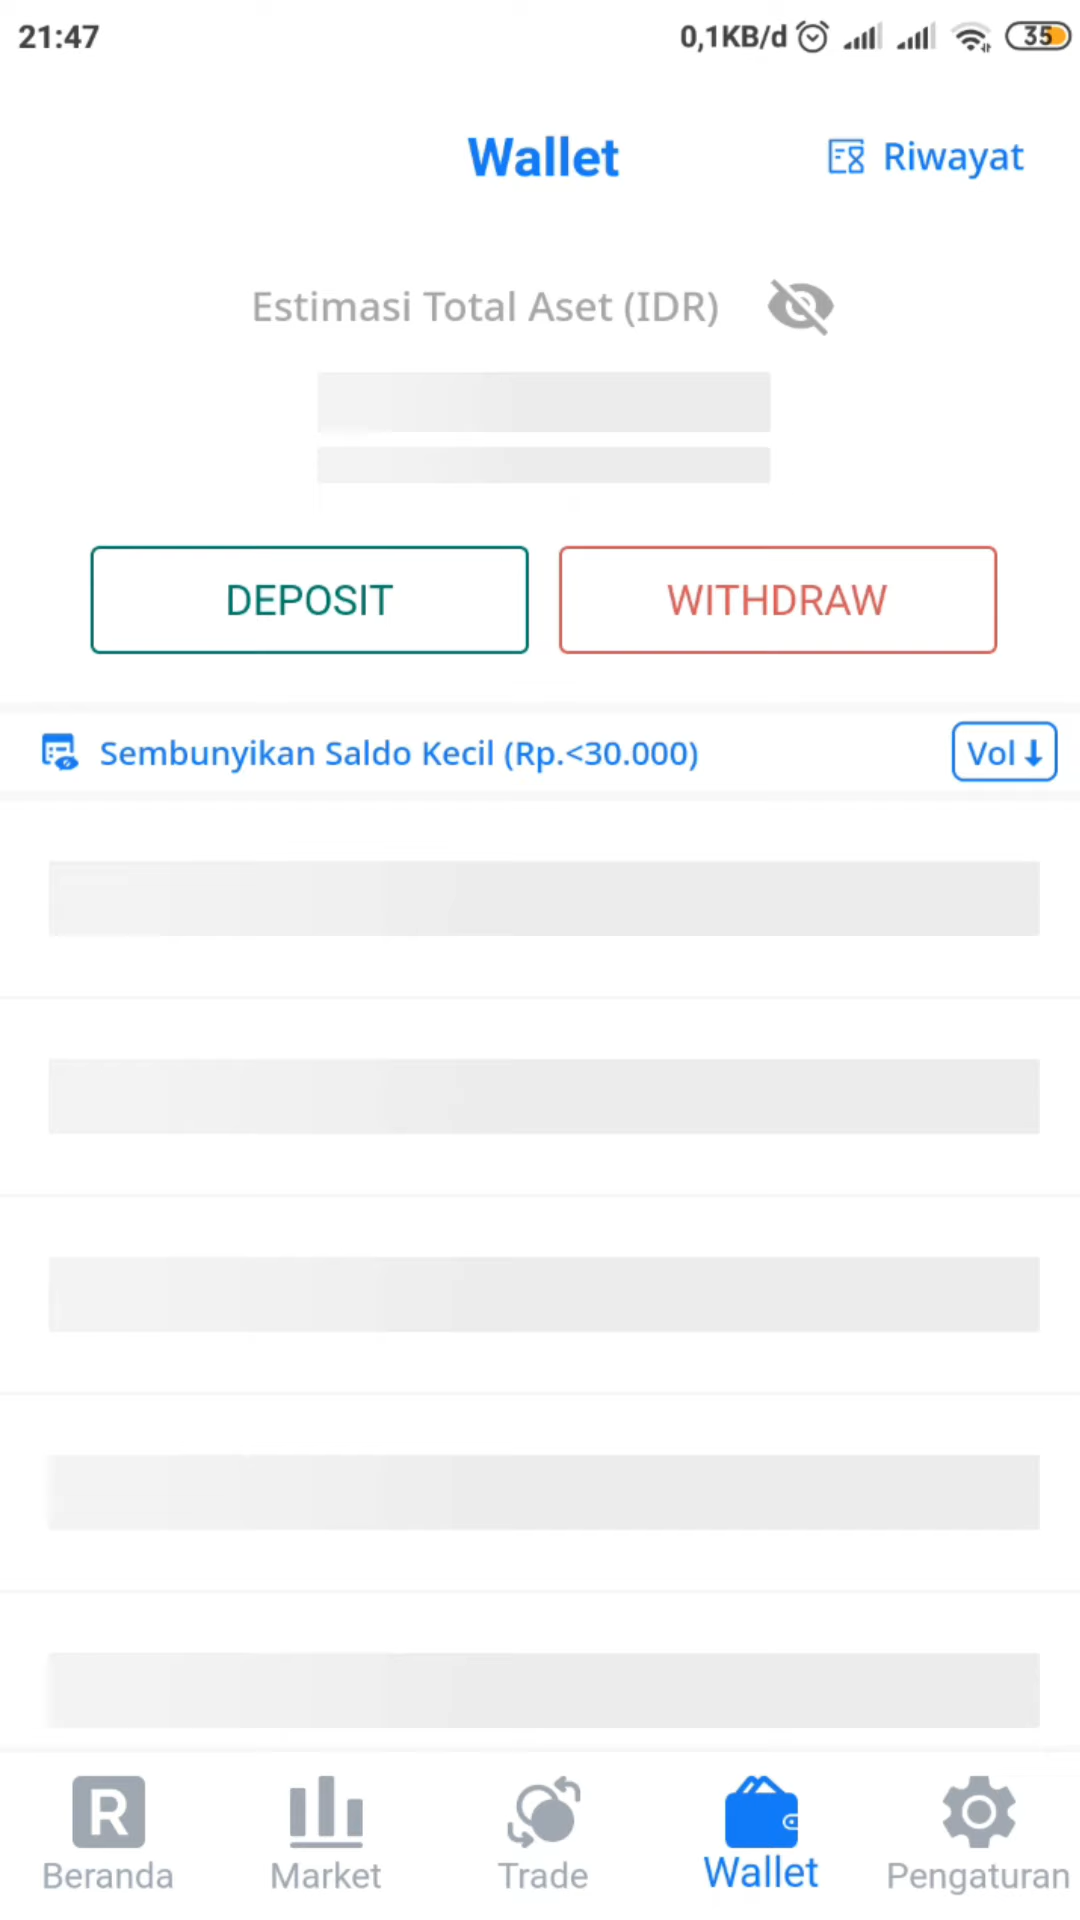 21:47 0,1KB/d 35
Wallet Riwayat
Estimasi Total Aset (IDR)
DEPOSIT WITHDRAW
Sembunyikan Saldo Kecil (Rp.<30.000) Vol
R
Beranda Market Trade Wallet Pengaturan